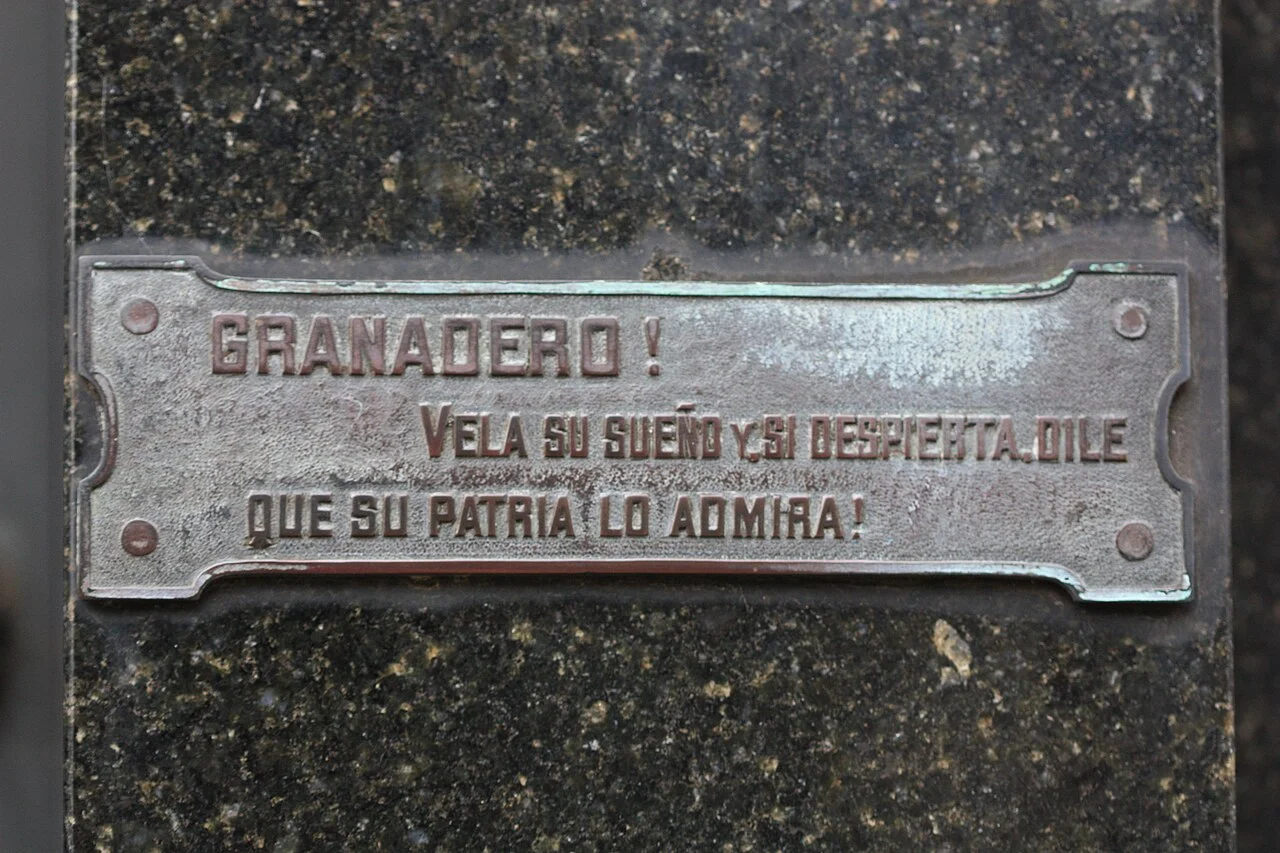 GRANADERO !
VELA SU SUEÑO Y, SI DESPIERTA, DILE
QUE SU PATRIA LO ADMIRA!